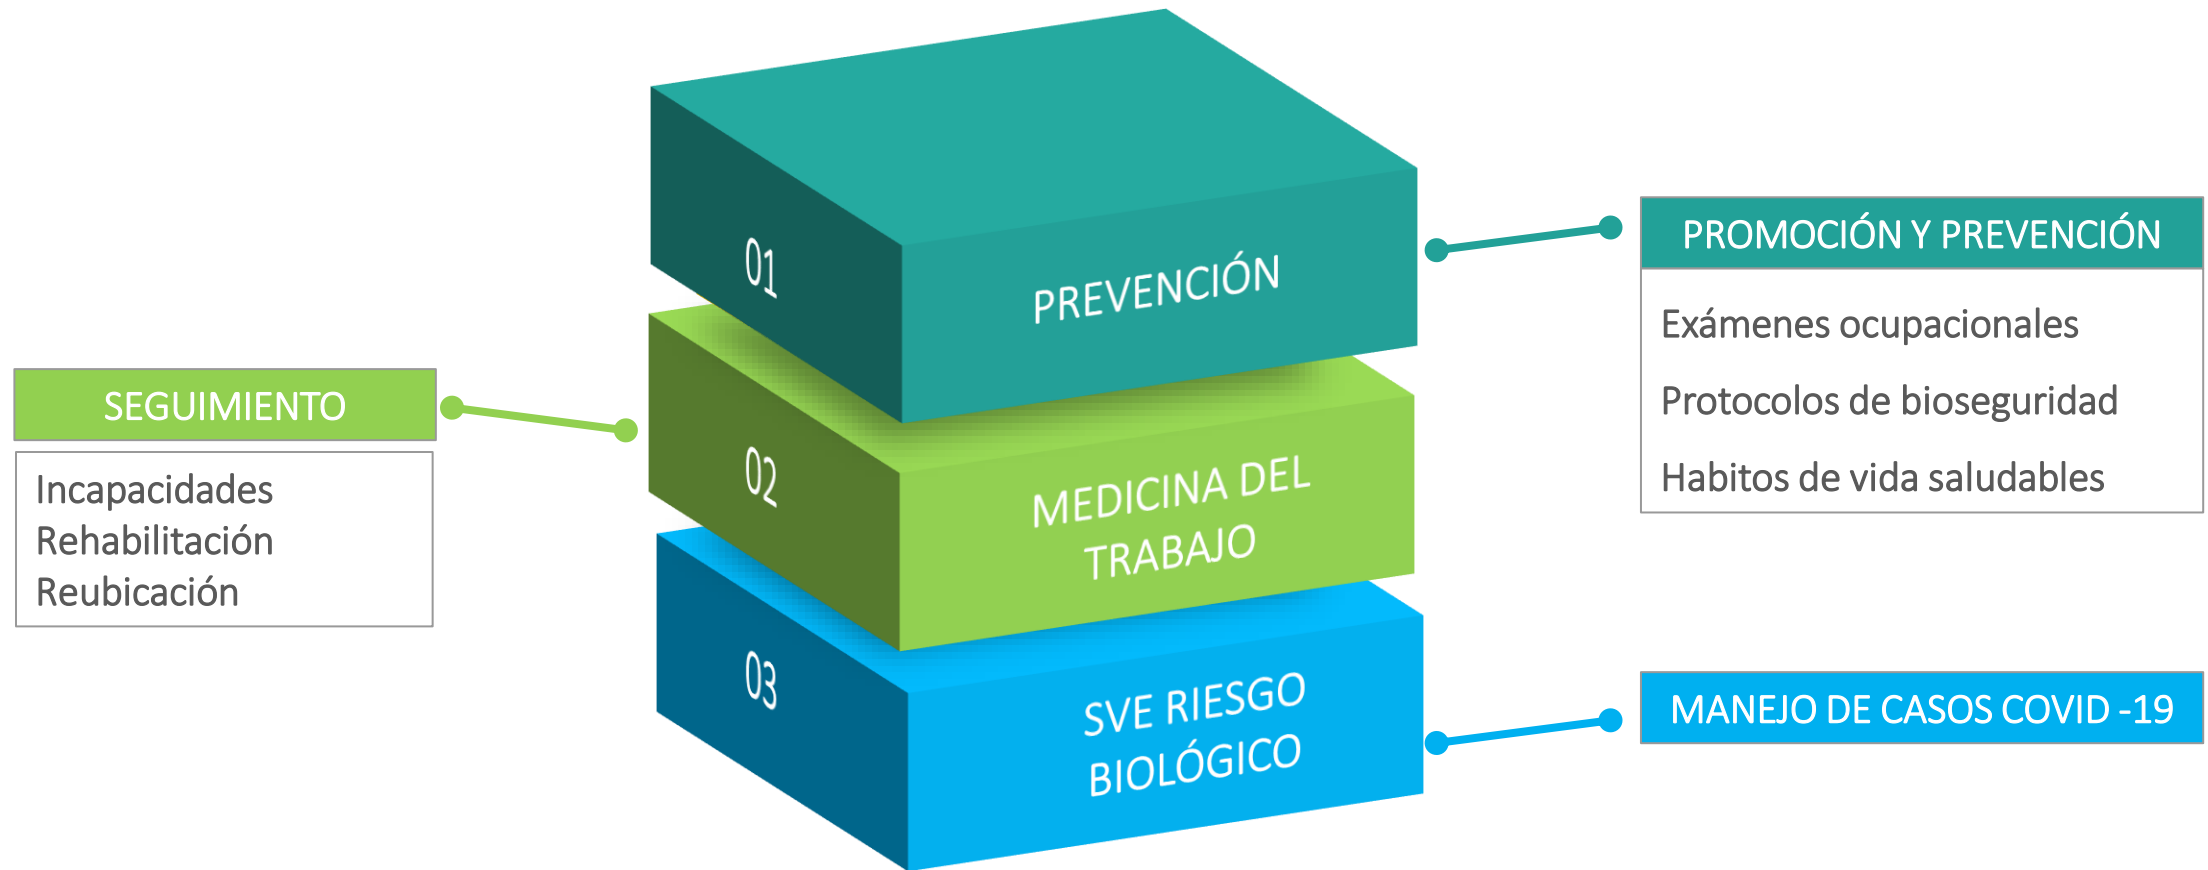 01
PREVENCIÓN
PROMOCIÓN Y PREVENCIÓN
Exámenes ocupacionales
Protocolos de bioseguridad
Habitos de vida saludables
SEGUIMIENTO
Incapacidades
Rehabilitación
Reubicación
02
MEDICINA DEL
TRABAJO
03
SVE RIESGO
BIOLÓGICO
MANEJO DE CASOS COVID -19